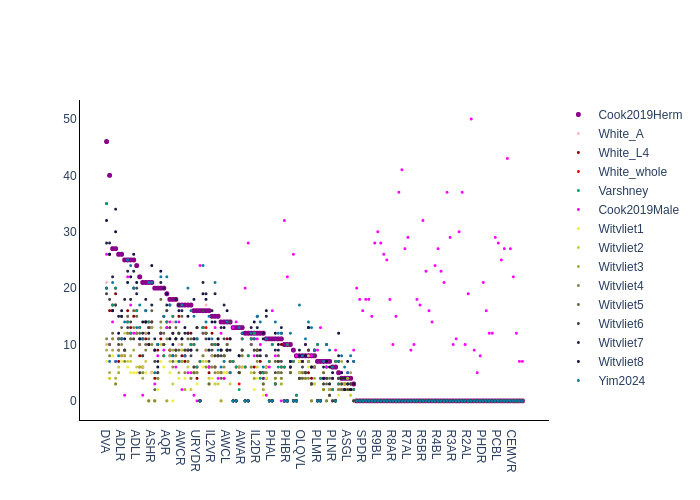 50
40
30
20
10
0
DVA
ADLR
ADLL
ASHR
AQR
AWCR
URYDR
IL2VR
AWCL
AWAR
IL2DR
PHAL
PHBR
OLQVL
PLMR
PLNR
ASGL
SPDR
R9BL
R8AR
R7AL
R5BR
R4BL
R3AR
R2AL
PHDR
PCBL
CEMVR
Cook2019Herm
White_A
White_L4
White_whole
Varshney
Cook2019Male
Witvliet1
Witvliet2
Witvliet3
Witvliet4
Witvliet5
Witvliet6
Witvliet7
Witvliet8
Yim2024